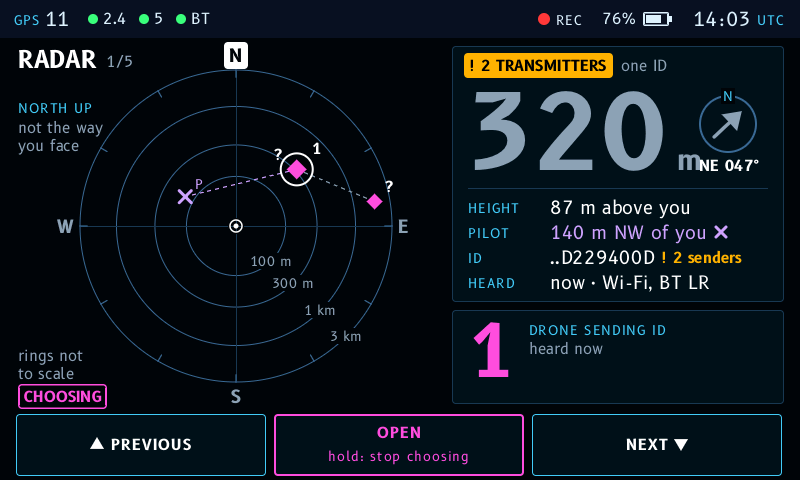 GPS 11 2.4 5 BT REC 76% 14:03 UTC
RADAR 1/5
N
NORTH UP
not the way
you face
? 1
P
?
W
E
100 m
300 m
1 km
3 km
S
rings not
to scale
CHOOSING
! 2 TRANSMITTERS one ID
320 m
N
NE 047°
HEIGHT 87 m above you
PILOT 140 m NW of you ×
ID ..D229400D ! 2 senders
HEARD now · Wi-Fi, BT LR
1 DRONE SENDING ID
heard now
▲ PREVIOUS
OPEN
hold: stop choosing
NEXT ▼